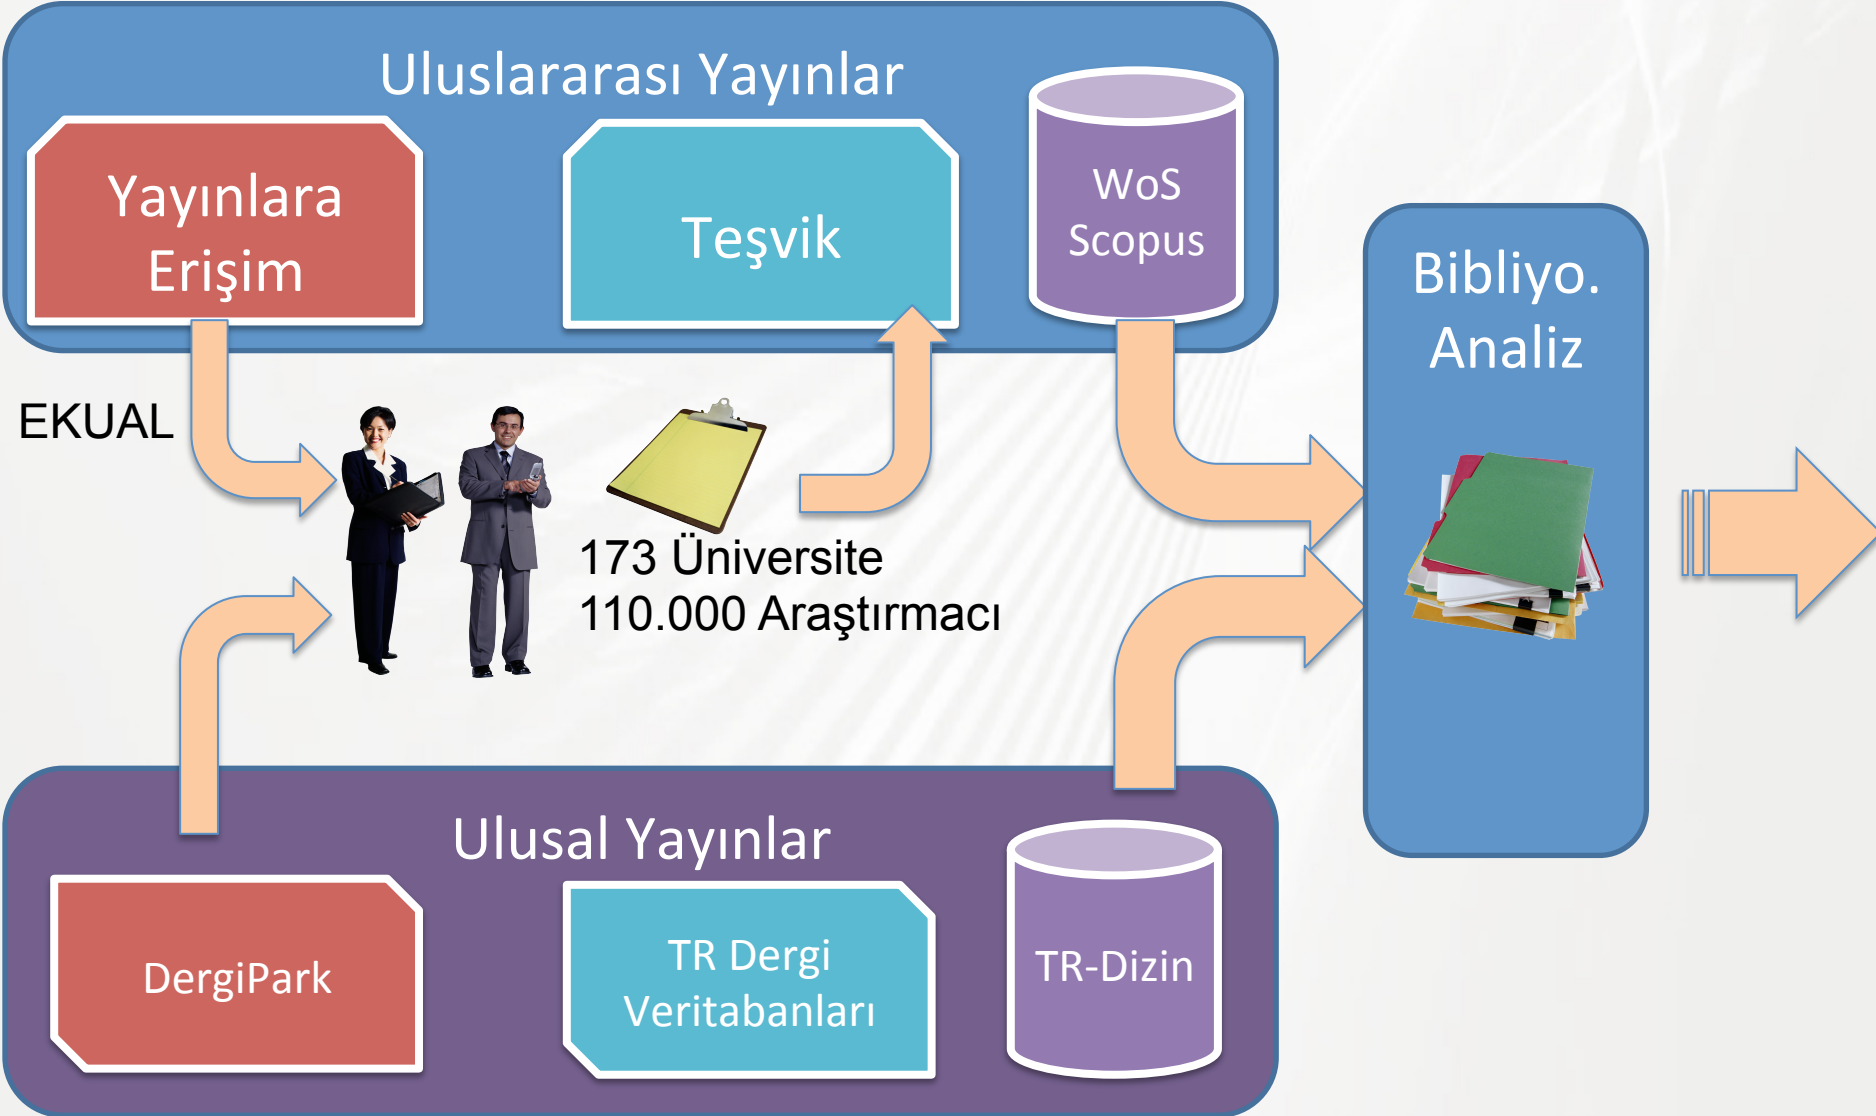 Uluslararası Yayınlar
Yayınlara
Erişim
Teşvik
WoS
Scopus
Bibliyo.
Analiz
EKUAL
173 Üniversite
110.000 Araştırmacı
Ulusal Yayınlar
DergiPark
TR Dergi
Veritabanları
TR-Dizin